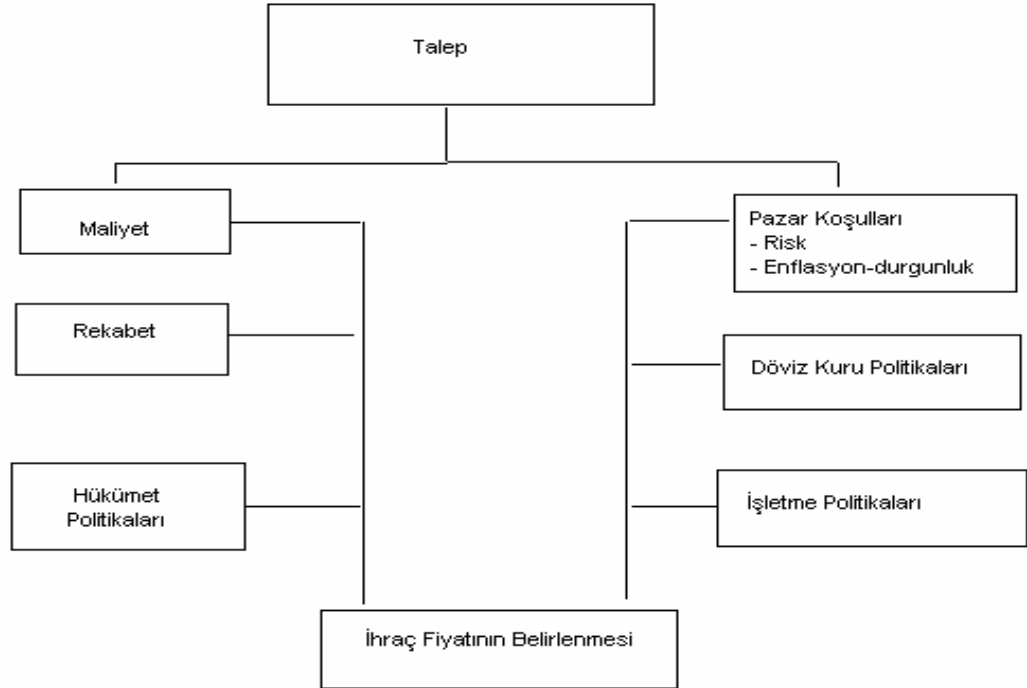 Talep
Maliyet
Pazar Koşulları
- Risk
- Enflasyon-durgunluk
Rekabet
Döviz Kuru Politikaları
Hükümet
Politikaları
İşletme Politikaları
İhraç Fiyatının Belirlenmesi